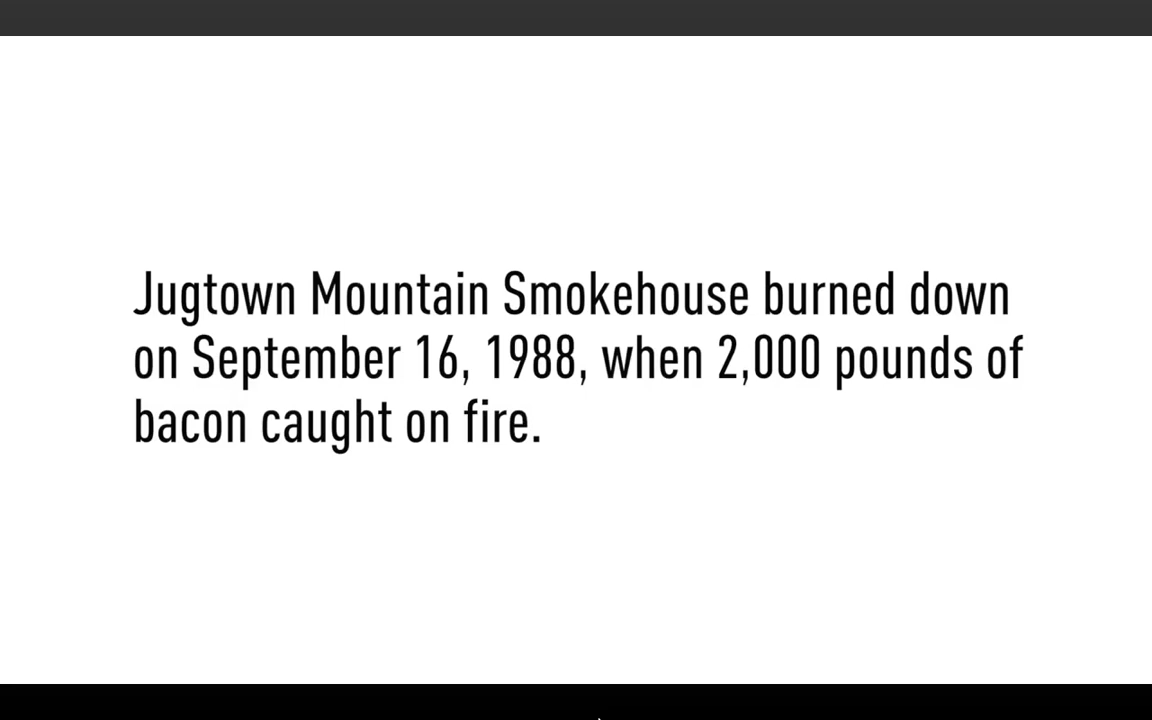 Jugtown Mountain Smokehouse burned down
on September 16, 1988, when 2,000 pounds of
bacon caught on fire.